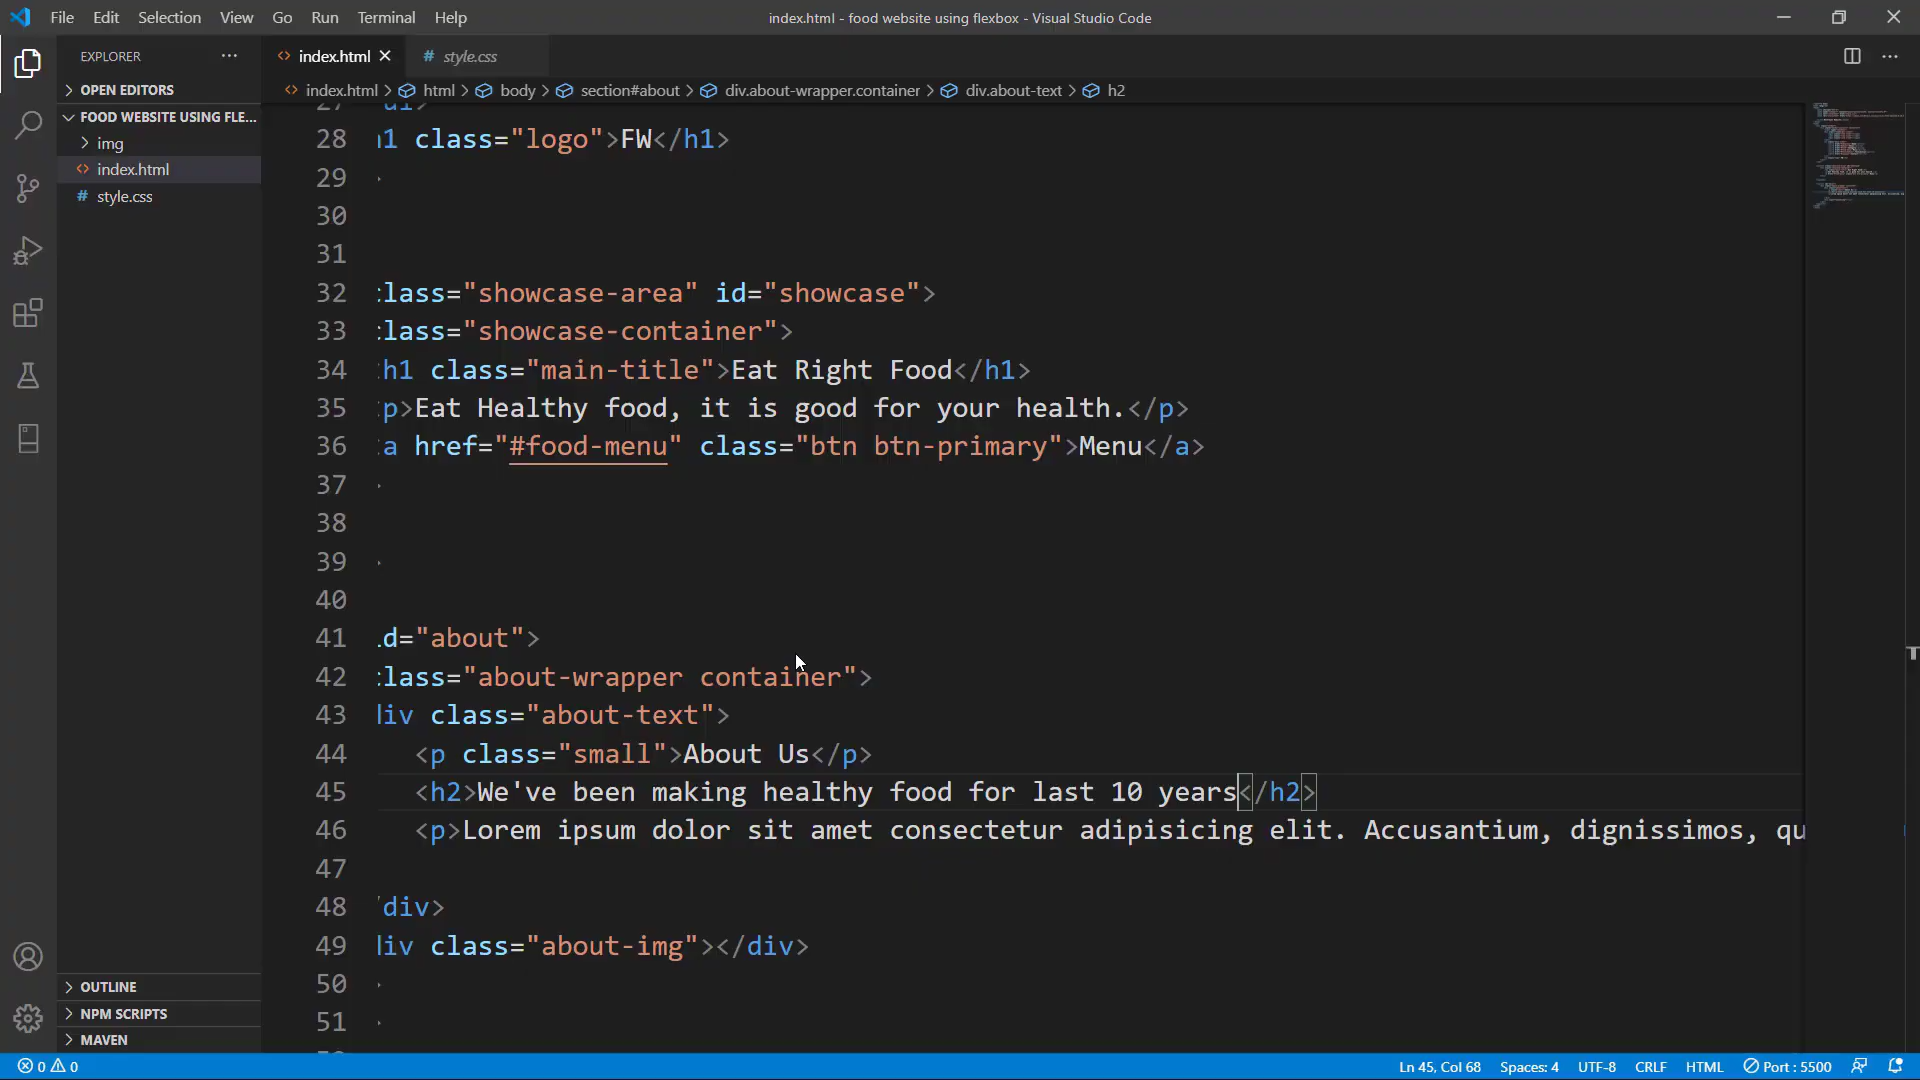 File Edit Selection View Go Run Terminal Help
index.html - food website using flexbox - Visual Studio Code
EXPLORER
OPEN EDITORS
FOOD WEBSITE USING FLE...
img
index.html
style.css
OUTLINE
NPM SCRIPTS
MAVEN
index.html
style.css
index.html > html > body > section#about > div.about-wrapper.container > div.about-text > h2
28 class="logo">FW</h1>
29
30
31
32 class="showcase-area" id="showcase">
33 class="showcase-container">
34 h1 class="main-title">Eat Right Food</h1>
35 p>Eat Healthy food, it is good for your health.</p>
36 a href="#food-menu" class="btn btn-primary">Menu</a>
37
38
39
40
41 id="about">
42 class="about-wrapper container">
43 div class="about-text">
44 <p class="small">About Us</p>
45 <h2>We've been making healthy food for last 10 years</h2>
46 <p>Lorem ipsum dolor sit amet consectetur adipisicing elit. Accusantium, dignissimos, qu
47
48 /div>
49 div class="about-img"></div>
50
51
0 0
Ln 45, Col 68 Spaces: 4 UTF-8 CRLF HTML Port : 5500